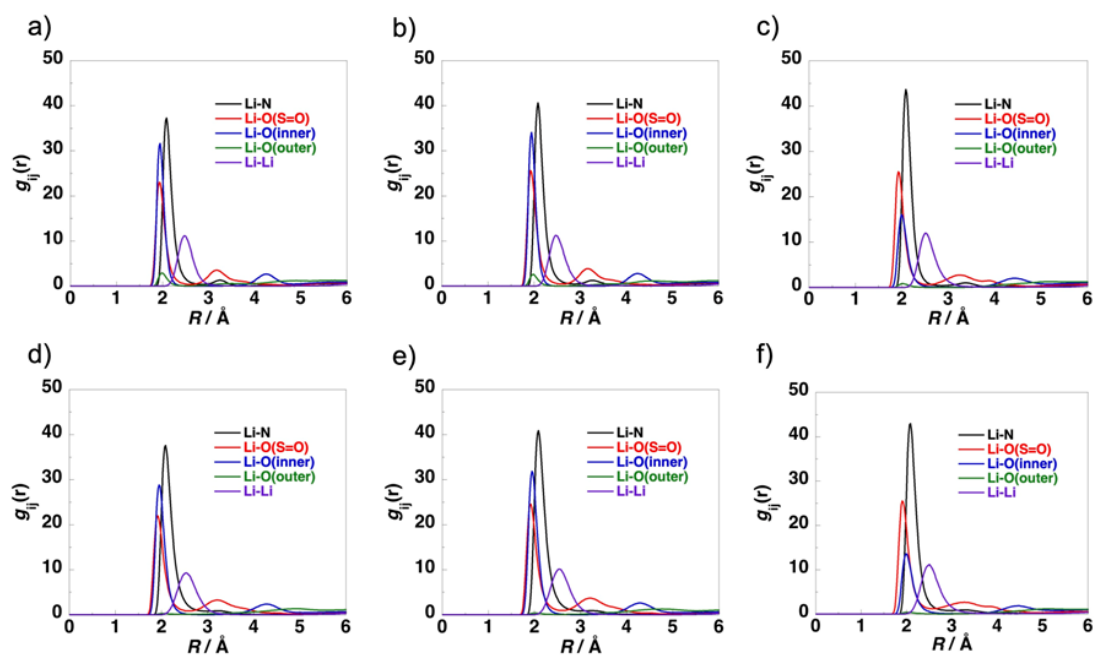 a)
50
40
30
20
10
0
g_ij(r)
Li-N
Li-O(S=O)
Li-O(inner)
Li-O(outer)
Li-Li
0 1 2 3 4 5 6
R / Å
b)
50
40
30
20
10
0
g_ij(r)
Li-N
Li-O(S=O)
Li-O(inner)
Li-O(outer)
Li-Li
0 1 2 3 4 5 6
R / Å
c)
50
40
30
20
10
0
g_ij(r)
Li-N
Li-O(S=O)
Li-O(inner)
Li-O(outer)
Li-Li
0 1 2 3 4 5 6
R / Å
d)
50
40
30
20
10
0
g_ij(r)
Li-N
Li-O(S=O)
Li-O(inner)
Li-O(outer)
Li-Li
0 1 2 3 4 5 6
R / Å
e)
50
40
30
20
10
0
g_ij(r)
Li-N
Li-O(S=O)
Li-O(inner)
Li-O(outer)
Li-Li
0 1 2 3 4 5 6
R / Å
f)
50
40
30
20
10
0
g_ij(r)
Li-N
Li-O(S=O)
Li-O(inner)
Li-O(outer)
Li-Li
0 1 2 3 4 5 6
R / Å